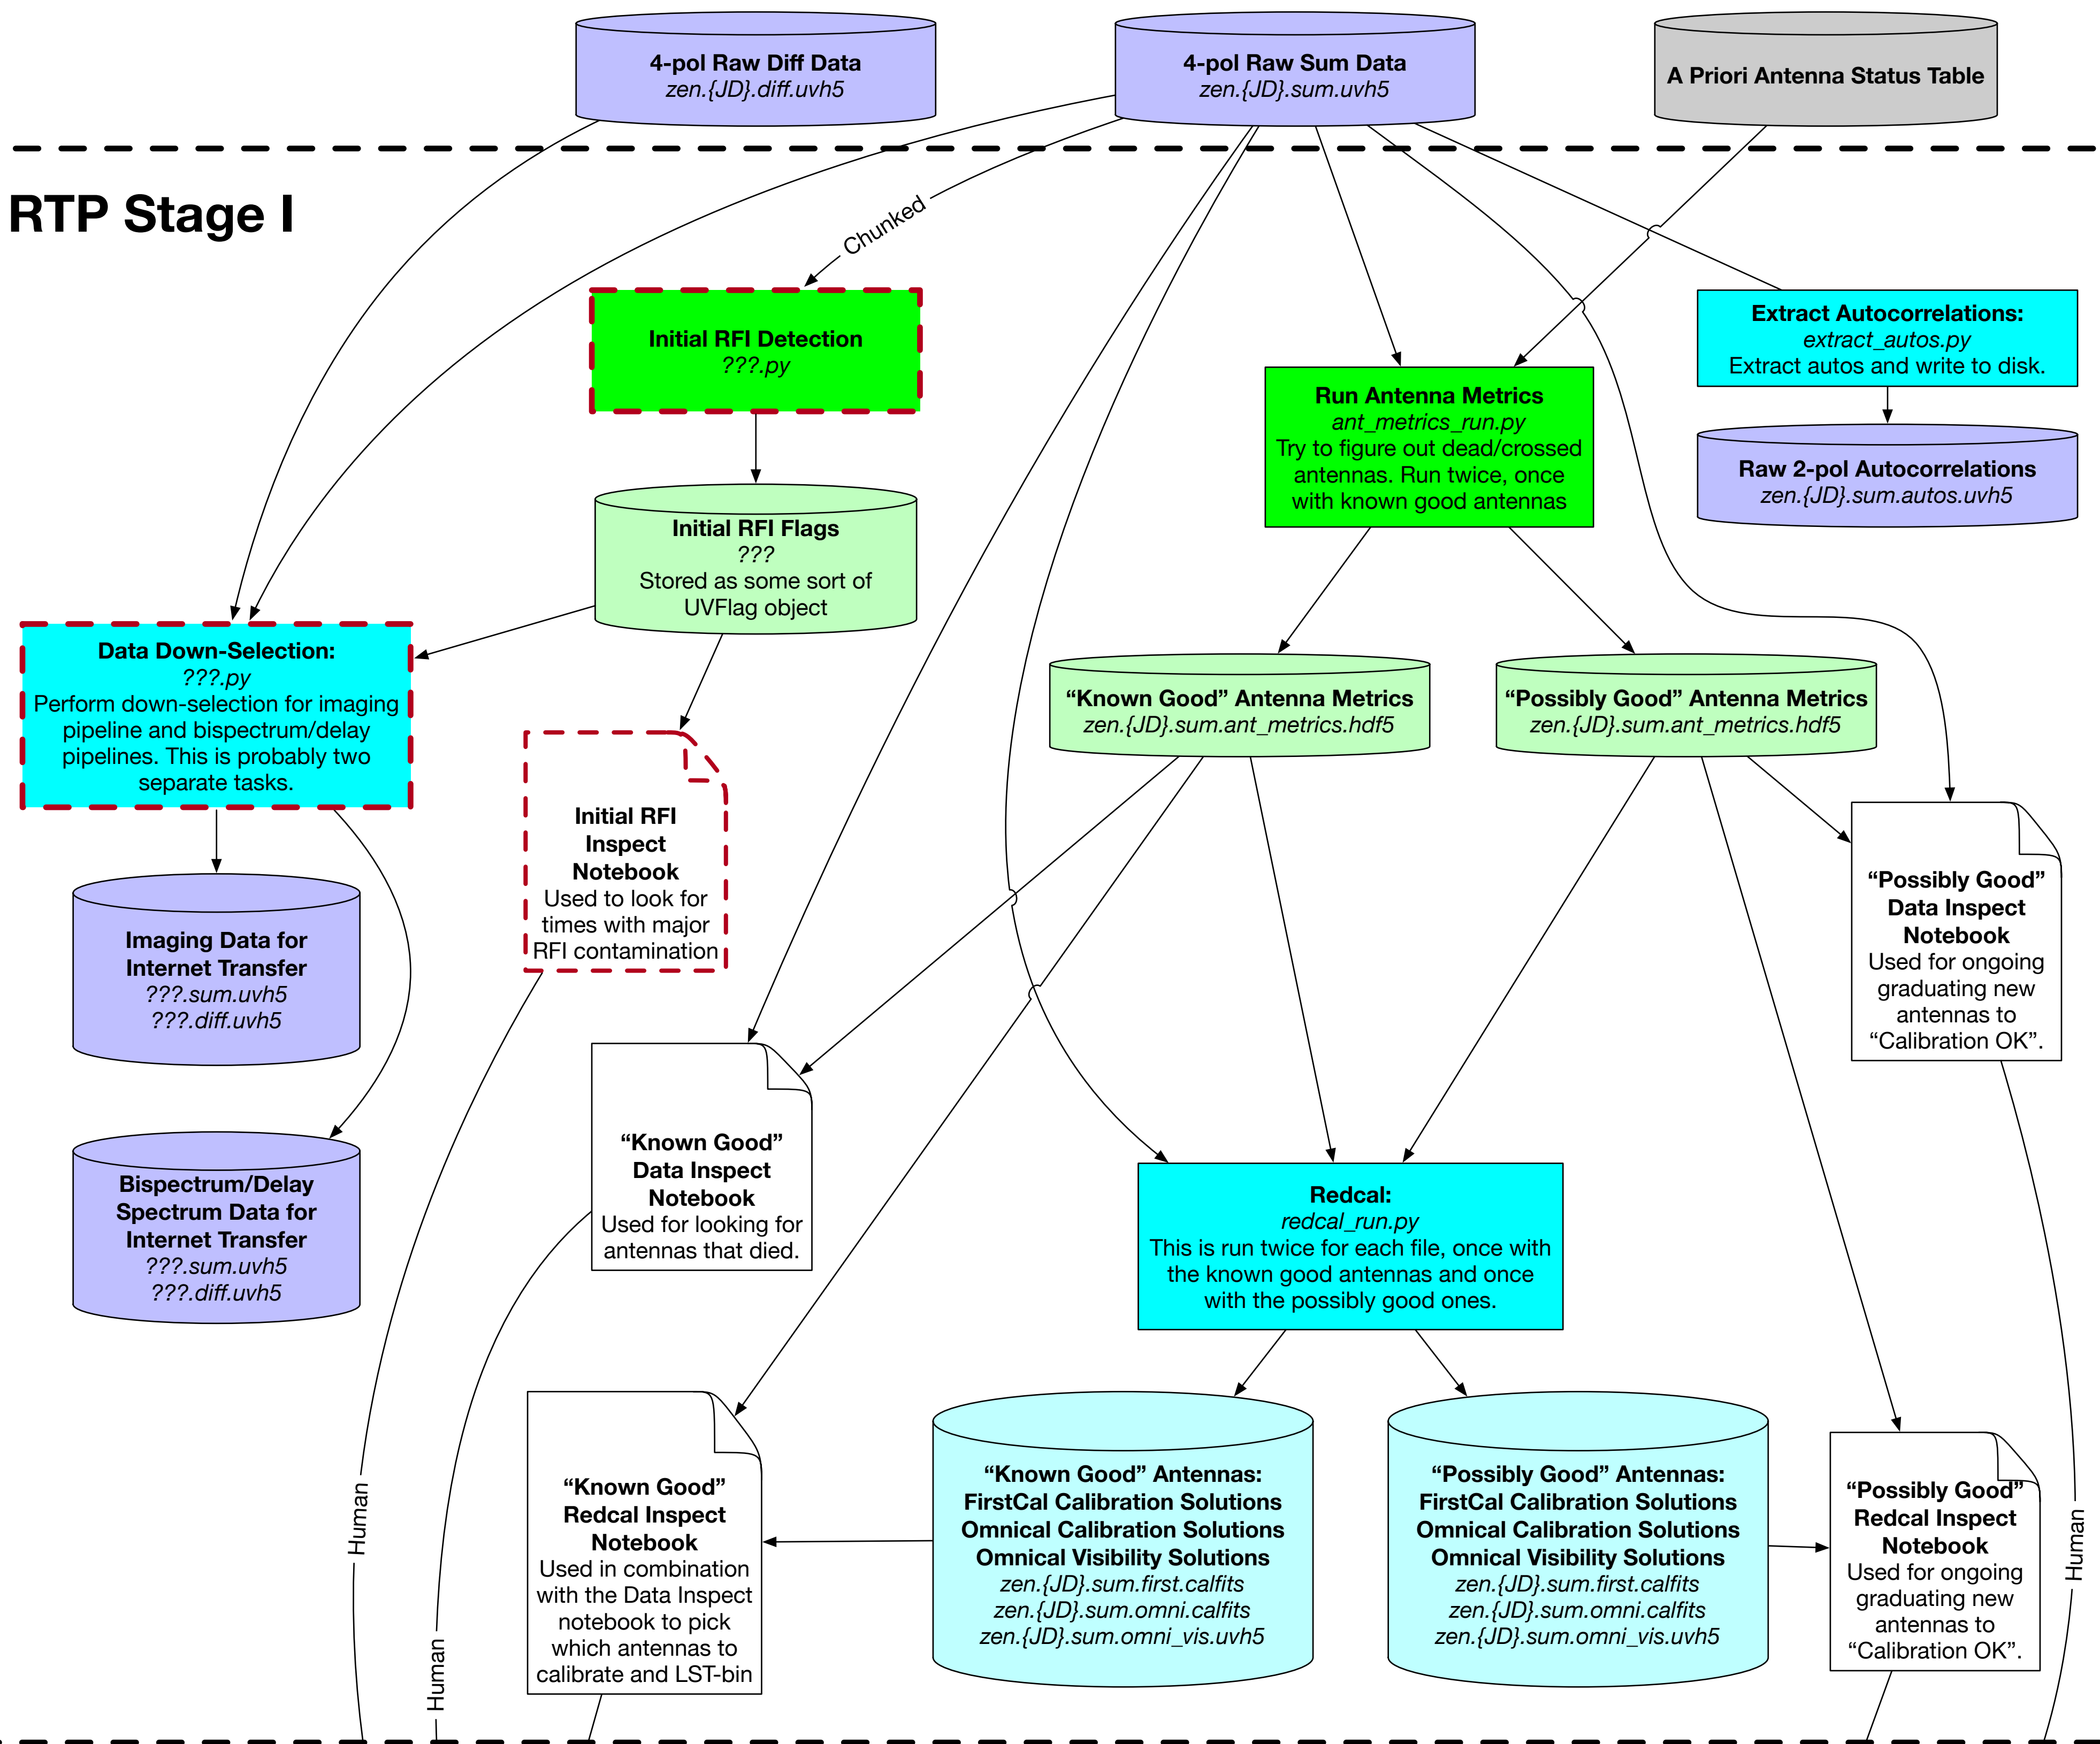 4-pol Raw Diff Data
zen.{JD}.diff.uvh5
4-pol Raw Sum Data
zen.{JD}.sum.uvh5
A Priori Antenna Status Table
RTP Stage I
Chunked
Initial RFI Detection
???.py
Extract Autocorrelations:
extract_autos.py
Extract autos and write to disk.
Run Antenna Metrics
ant_metrics_run.py
Try to figure out dead/crossed
antennas. Run twice, once
with known good antennas
Raw 2-pol Autocorrelations
zen.{JD}.sum.autos.uvh5
Initial RFI Flags
???
Stored as some sort of
UVFlag object
Data Down-Selection:
???.py
Perform down-selection for imaging
pipeline and bispectrum/delay
pipelines. This is probably two
separate tasks.
“Known Good” Antenna Metrics
zen.{JD}.sum.ant_metrics.hdf5
“Possibly Good” Antenna Metrics
zen.{JD}.sum.ant_metrics.hdf5
Initial RFI
Inspect
Notebook
Used to look for
times with major
RFI contamination
“Possibly Good”
Data Inspect
Notebook
Used for ongoing
graduating new
antennas to
“Calibration OK”.
Imaging Data for
Internet Transfer
???.sum.uvh5
???.diff.uvh5
“Known Good”
Data Inspect
Notebook
Used for looking for
antennas that died.
Bispectrum/Delay
Spectrum Data for
Internet Transfer
???.sum.uvh5
???.diff.uvh5
Redcal:
redcal_run.py
This is run twice for each file, once with
the known good antennas and once
with the possibly good ones.
“Known Good”
Redcal Inspect
Notebook
Used in combination
with the Data Inspect
notebook to pick
which antennas to
calibrate and LST-bin
“Known Good” Antennas:
FirstCal Calibration Solutions
Omnical Calibration Solutions
Omnical Visibility Solutions
zen.{JD}.sum.first.calfits
zen.{JD}.sum.omni.calfits
zen.{JD}.sum.omni_vis.uvh5
“Possibly Good” Antennas:
FirstCal Calibration Solutions
Omnical Calibration Solutions
Omnical Visibility Solutions
zen.{JD}.sum.first.calfits
zen.{JD}.sum.omni.calfits
zen.{JD}.sum.omni_vis.uvh5
“Possibly Good”
Redcal Inspect
Notebook
Used for ongoing
graduating new
antennas to
“Calibration OK”.
Human
Human
Human